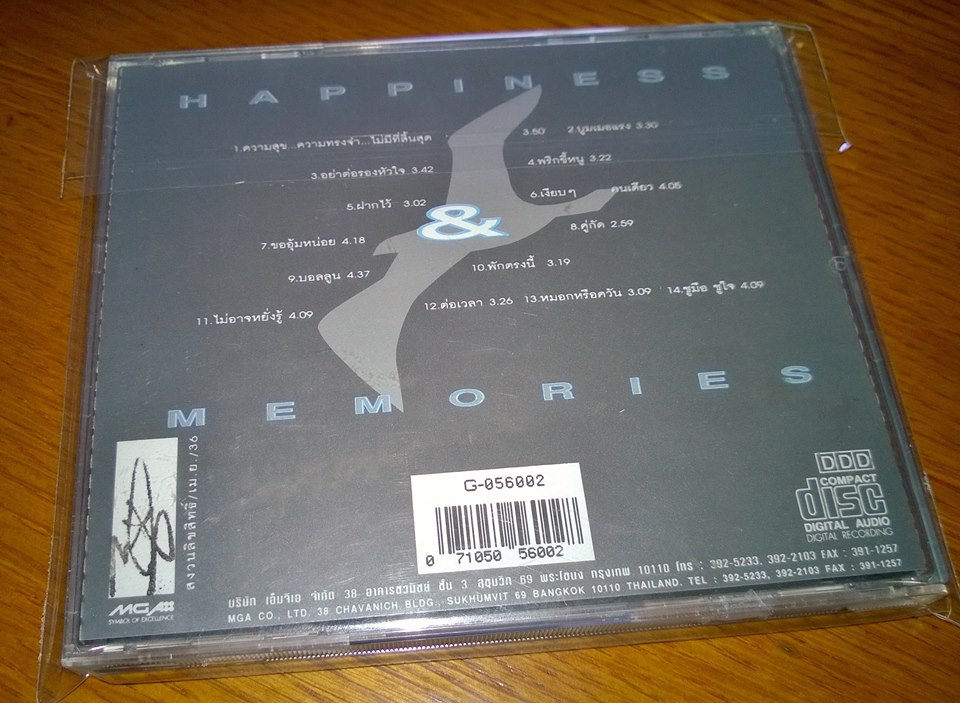 HAPPINESS
1.ความสุข...ความทรงจำ...ไม่มีที่สิ้นสุด 3.50 2.บูมเมอแรง 3.30
3.อย่าต่อรองหัวใจ 3.42 4.พริกขี้หนู 3.22
5.ฝากไว้ 3.02 6.เงียบๆ คนเดียว 4.05
&
7.ขออุ้มหน่อย 4.18 8.คู่กัด 2.59
9.บอลลูน 4.37 10.พักตรงนี้ 3.19
11.ไม่อาจหยั่งรู้ 4.09 12.ต่อเวลา 3.26 13.หมอกหรือควัน 3.09 14.ชูมือ ชูใจ 4.09
MEMORIES
สงวนลิขสิทธิ์/เม.ย./36
MGA
SYMBOL OF EXCELLENCE
G-056002
0 71050 56002
DDD
COMPACT
disc
DIGITAL AUDIO
DIGITAL RECORDING
บริษัท เอ็มจีเอ จำกัด 38 อาคารชวนิชย์ ชั้น 3 สุขุมวิท 69 พระโขนง กรุงเทพ 10110 โทร : 392-5233, 392-2103 FAX : 391-1257
MGA CO., LTD. 38 CHAVANICH BLDG., SUKHUMVIT 69 BANGKOK 10110 THAILAND. TEL : 392-5233, 392-2103 FAX : 391-1257